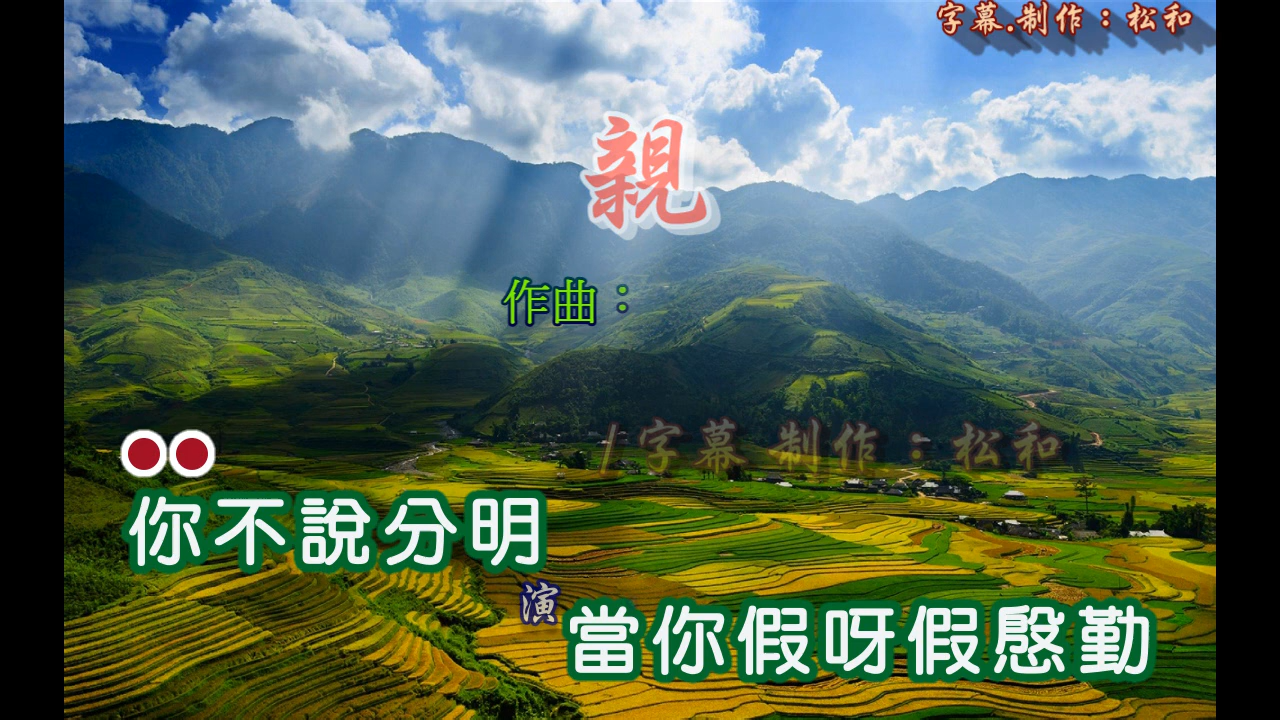 字幕.制作：松和
親
作曲：
/字幕 制作：松和
你不說分明
演
當你假呀假慇勤